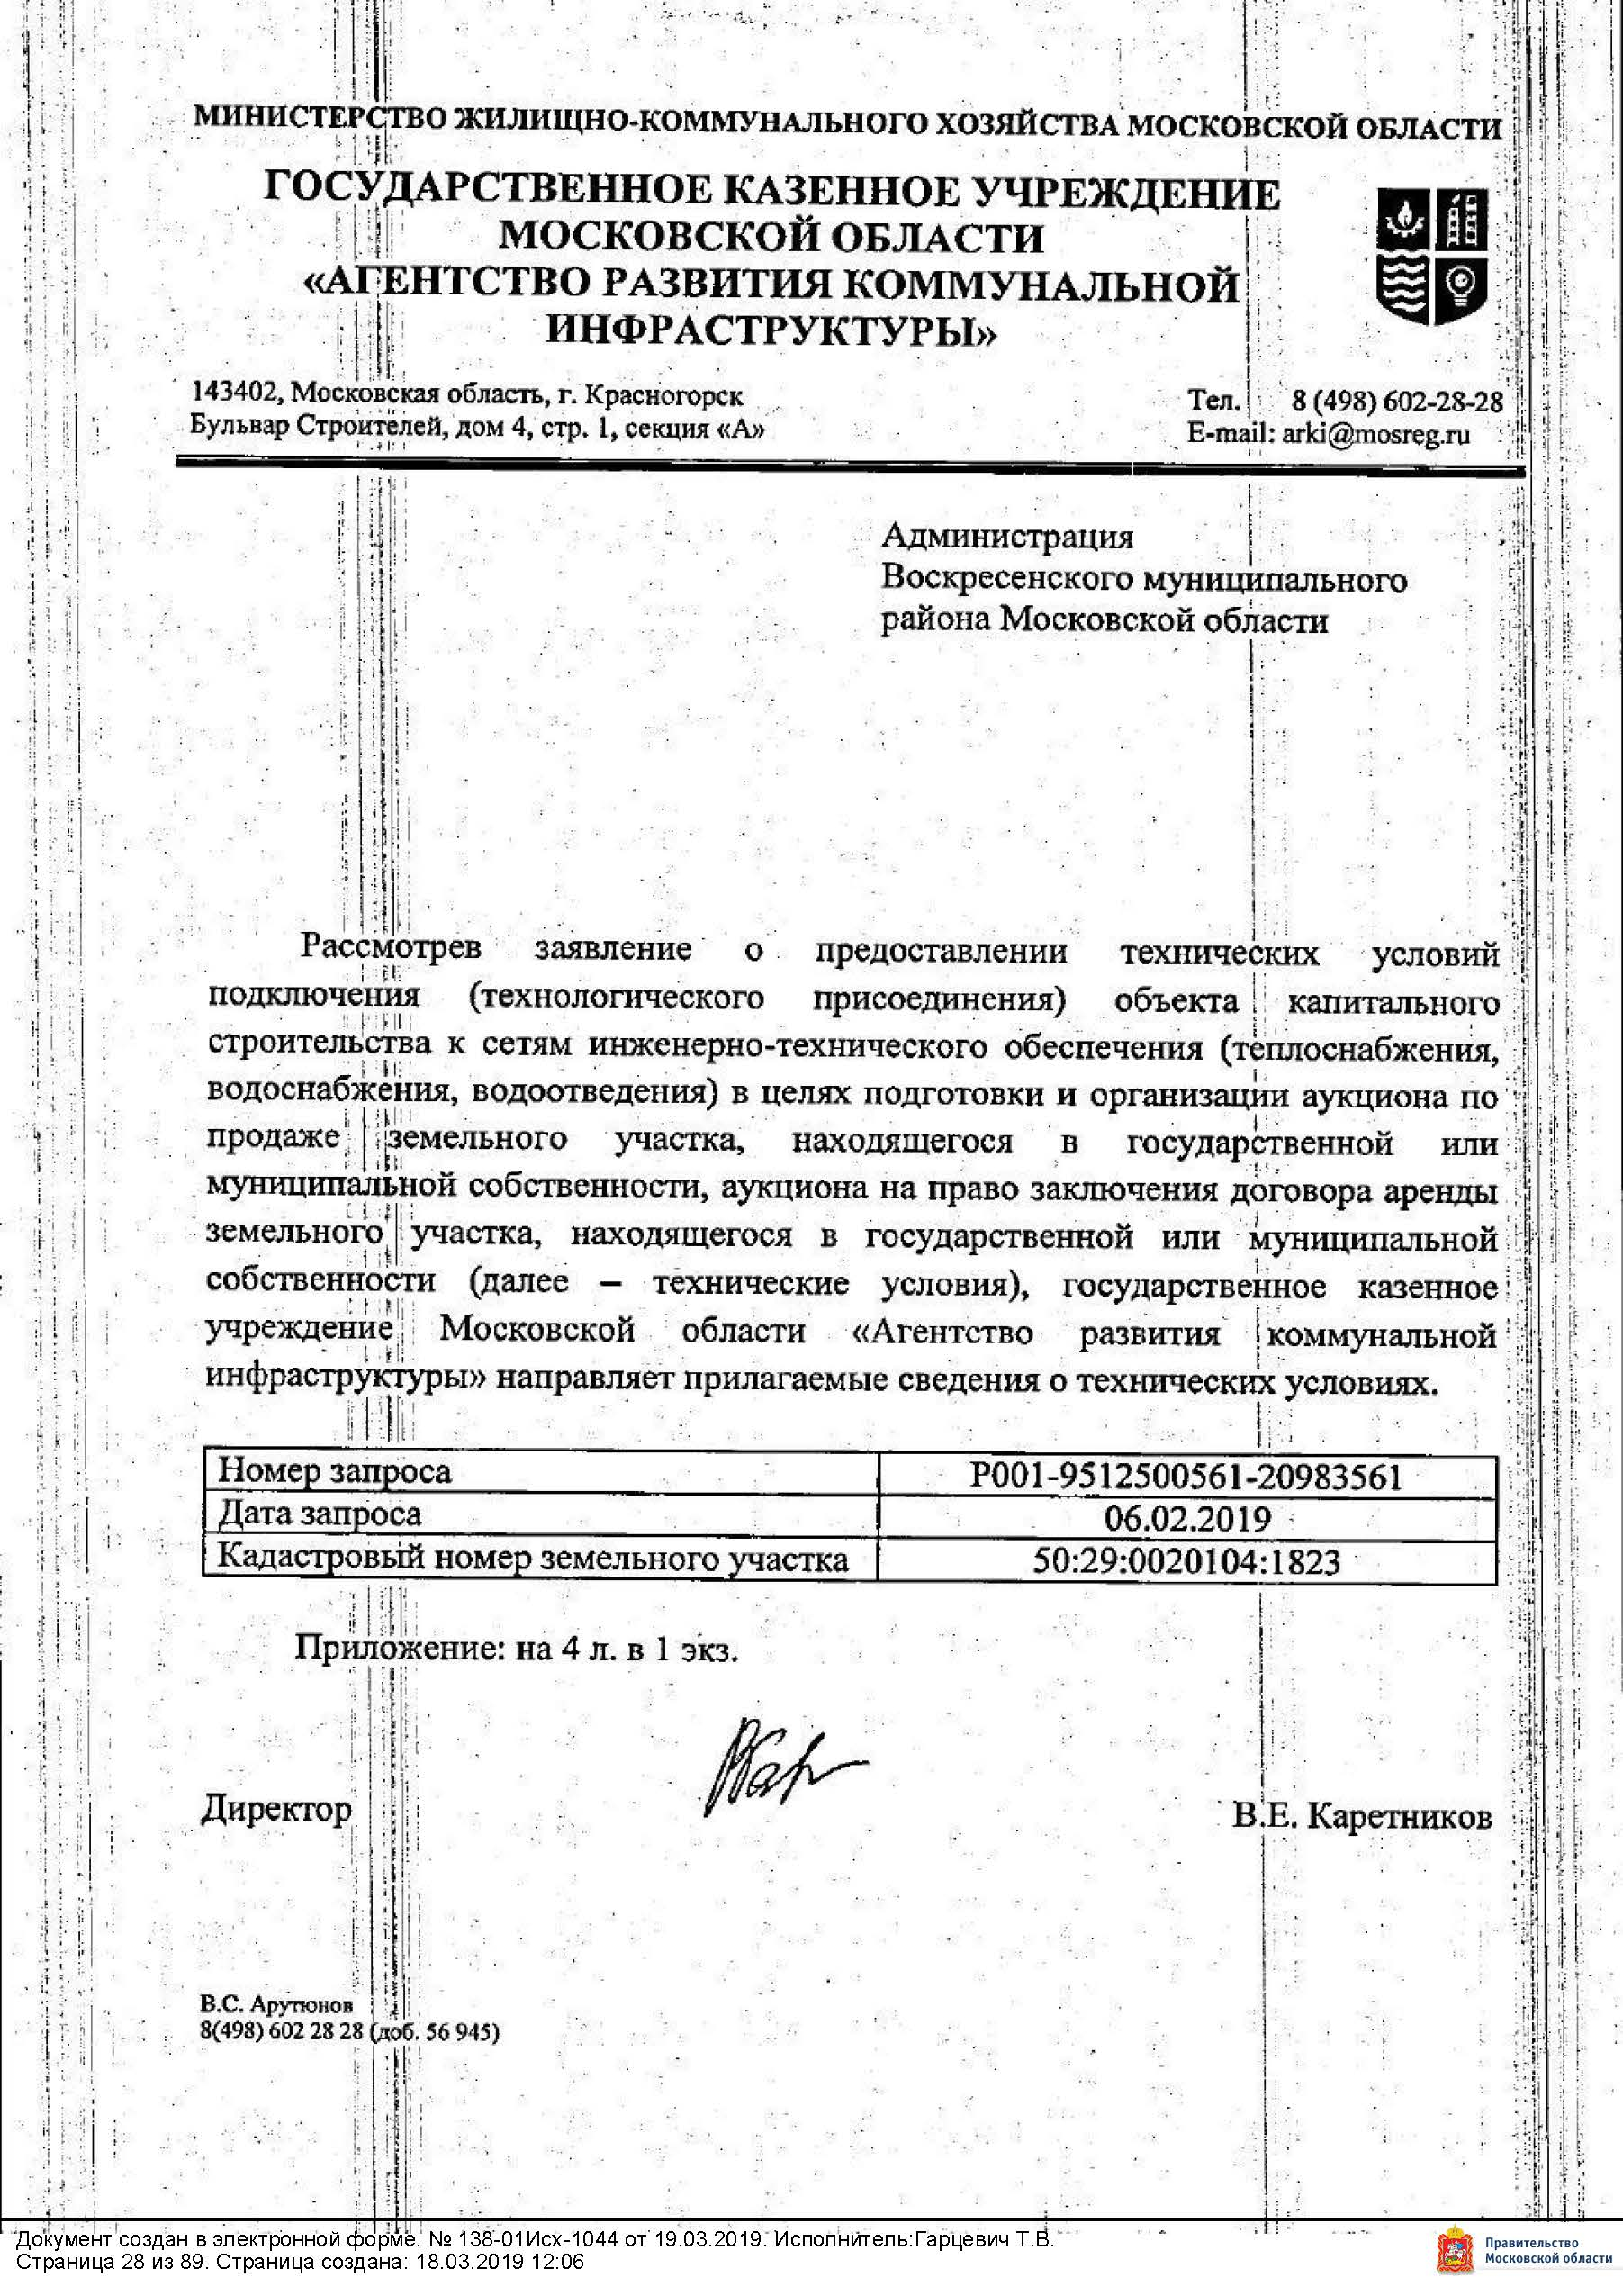 МИНИСТЕРСТВО ЖИЛИЩНО-КОММУНАЛЬНОГО ХОЗЯЙСТВА МОСКОВСКОЙ ОБЛАСТИ
ГОСУДАРСТВЕННОЕ КАЗЕННОЕ УЧРЕЖДЕНИЕ
МОСКОВСКОЙ ОБЛАСТИ
«АГЕНТСТВО РАЗВИТИЯ КОММУНАЛЬНОЙ
ИНФРАСТРУКТУРЫ»
143402, Московская область, г. Красногорск
Бульвар Строителей, дом 4, стр. 1, секция «А»
Тел. 8 (498) 602-28-28
E-mail: arki@mosreg.ru
Администрация
Воскресенского муниципального
района Московской области
Рассмотрев заявление о предоставлении технических условий
подключения (технологического присоединения) объекта капитального
строительства к сетям инженерно-технического обеспечения (теплоснабжения,
водоснабжения, водоотведения) в целях подготовки и организации аукциона по
продаже земельного участка, находящегося в государственной или
муниципальной собственности, аукциона на право заключения договора аренды
земельного участка, находящегося в государственной или муниципальной
собственности (далее – технические условия), государственное казенное
учреждение Московской области «Агентство развития коммунальной
инфраструктуры» направляет прилагаемые сведения о технических условиях.
Номер запроса P001-9512500561-20983561
Дата запроса 06.02.2019
Кадастровый номер земельного участка 50:29:0020104:1823
Приложение: на 4 л. в 1 экз.
Директор В.Е. Каретников
В.С. Арутюнов
8(498) 602 28 28 (доб. 56 945)
Документ создан в электронной форме. № 138-01Исх-1044 от 19.03.2019. Исполнитель:Гарцевич Т.В.
Страница 28 из 89. Страница создана: 18.03.2019 12:06
Правительство
Московской области